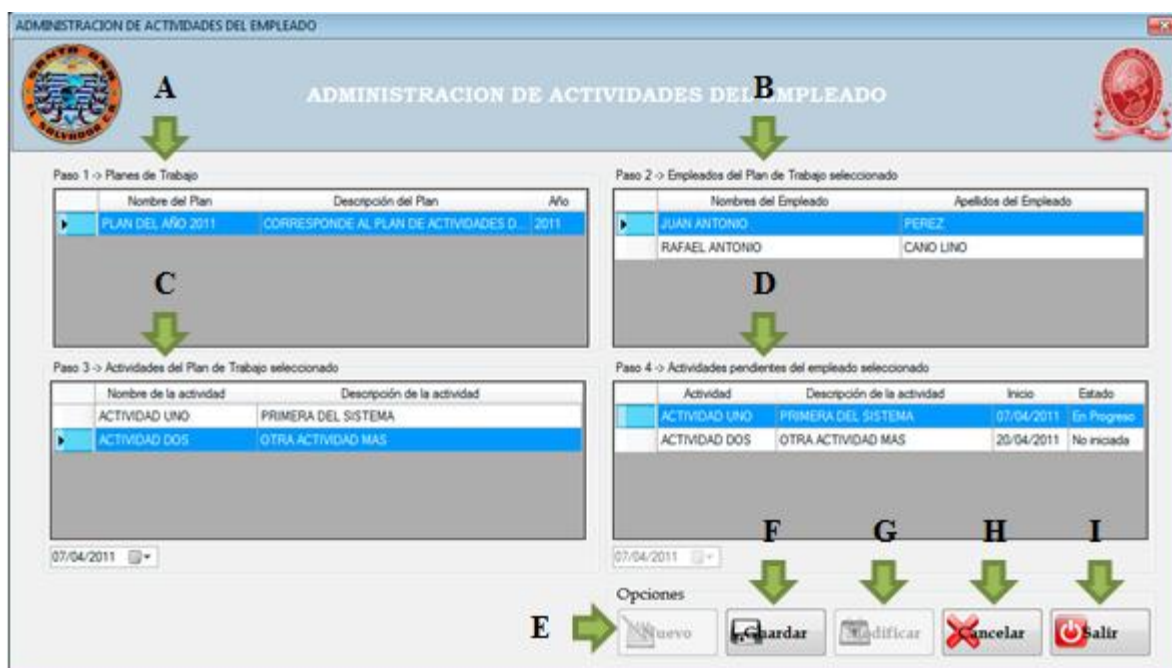 ADMINISTRACION DE ACTIVIDADES DEL EMPLEADO
SANTA ANA
EL SALVADOR C.A.
A
ADMINISTRACION DE ACTIVIDADES DEL EMPLEADO
B
Paso 1 -> Planes de Trabajo
Nombre del Plan Descripción del Plan Año
PLAN DEL AÑO 2011 CORRESPONDE AL PLAN DE ACTIVIDADES D... 2011
Paso 2 -> Empleados del Plan de Trabajo seleccionado
Nombres del Empleado Apellidos del Empleado
JUAN ANTONIO PEREZ
RAFAEL ANTONIO CANO LINO
C
D
Paso 3 -> Actividades del Plan de Trabajo seleccionado
Nombre de la actividad Descripción de la actividad
ACTIVIDAD UNO PRIMERA DEL SISTEMA
ACTIVIDAD DOS OTRA ACTIVIDAD MAS
07/04/2011
Paso 4 -> Actividades pendientes del empleado seleccionado
Actividad Descripción de la actividad Inicio Estado
ACTIVIDAD UNO PRIMERA DEL SISTEMA 07/04/2011 En Progreso
ACTIVIDAD DOS OTRA ACTIVIDAD MAS 20/04/2011 No iniciada
07/04/2011
F G H I
Opciones
E
Nuevo Guardar Modificar Cancelar Salir